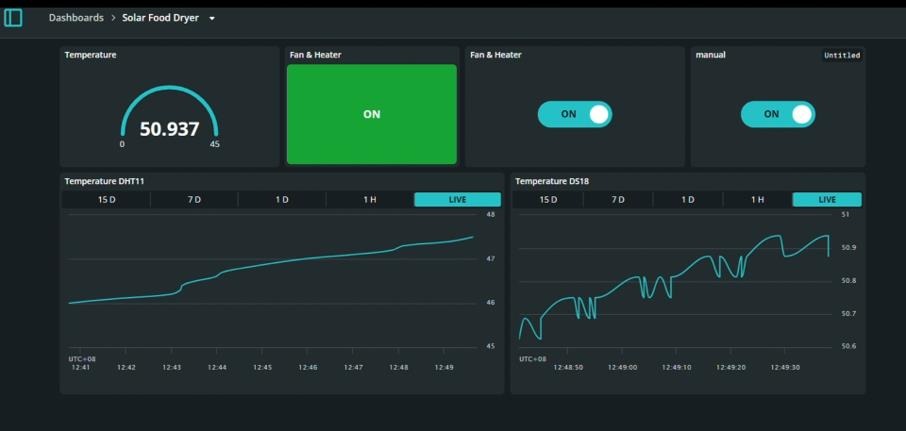 Dashboards > Solar Food Dryer
Temperature
50.937
0 45
Fan & Heater
ON
Fan & Heater
ON
manual Untitled
ON
Temperature DHT11
15 D 7 D 1 D 1 H LIVE
48
47
46
45
UTC+08
12:41 12:42 12:43 12:44 12:45 12:46 12:47 12:48 12:49
Temperature DS18
15 D 7 D 1 D 1 H LIVE
51
50.9
50.8
50.7
50.6
UTC+08
12:48:50 12:49:00 12:49:10 12:49:20 12:49:30